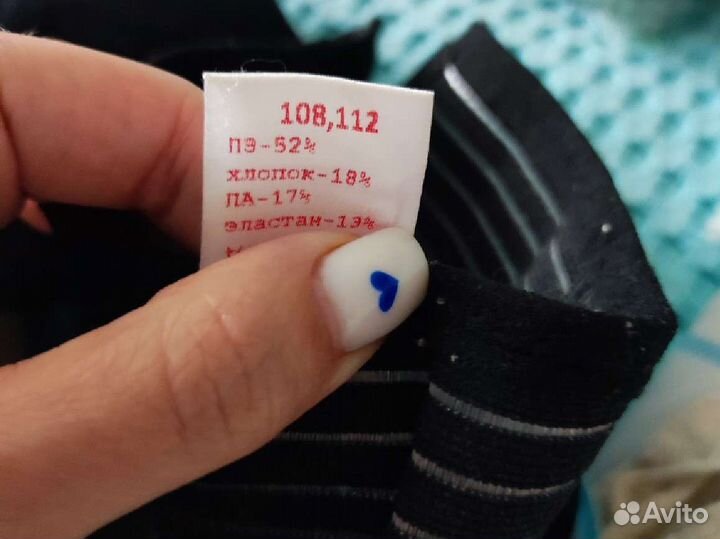 108,112
ПЭ-52%
хлопок-18%
ПА-17%
эластан-13%
Avito